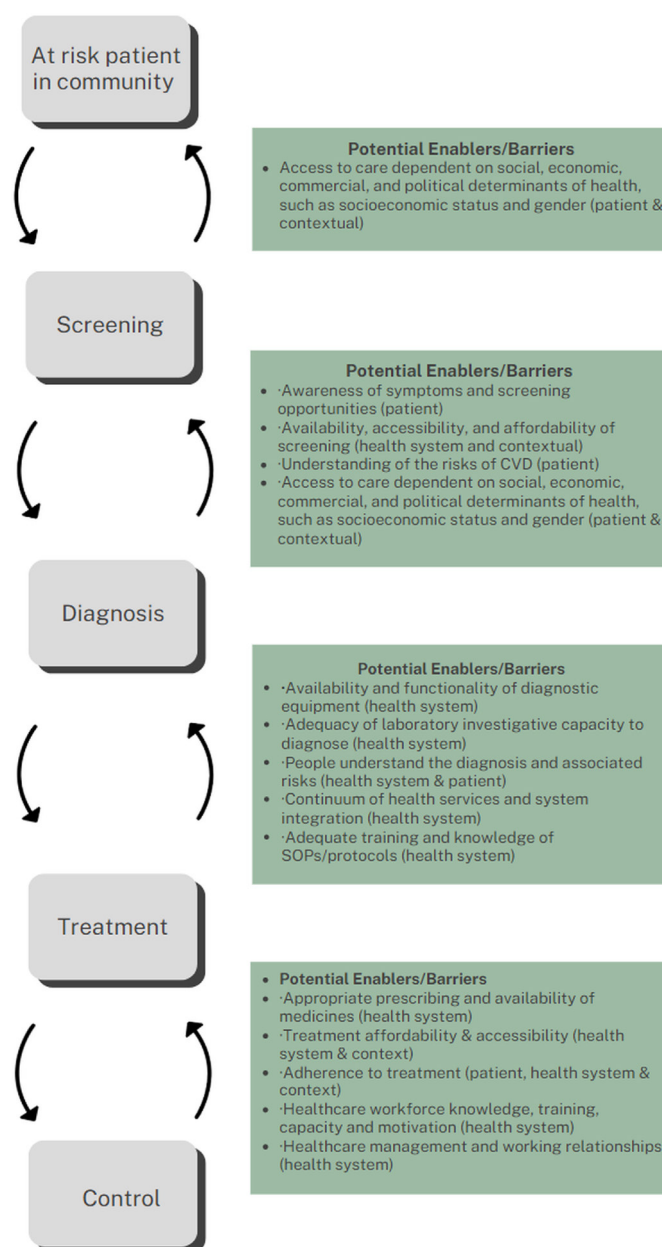 At risk patient
in community
Potential Enablers/Barriers
• Access to care dependent on social, economic,
commercial, and political determinants of health,
such as socioeconomic status and gender (patient &
contextual)
Screening
Potential Enablers/Barriers
• ·Awareness of symptoms and screening
opportunities (patient)
• ·Availability, accessibility, and affordability of
screening (health system and contextual)
• ·Understanding of the risks of CVD (patient)
• ·Access to care dependent on social, economic,
commercial, and political determinants of health,
such as socioeconomic status and gender (patient &
contextual)
Diagnosis
Potential Enablers/Barriers
• ·Availability and functionality of diagnostic
equipment (health system)
• ·Adequacy of laboratory investigative capacity to
diagnose (health system)
• ·People understand the diagnosis and associated
risks (health system & patient)
• ·Continuum of health services and system
integration (health system)
• ·Adequate training and knowledge of
SOPs/protocols (health system)
Treatment
• Potential Enablers/Barriers
• ·Appropriate prescribing and availability of
medicines (health system)
• ·Treatment affordability & accessibility (health
system & context)
• ·Adherence to treatment (patient, health system &
context)
• ·Healthcare workforce knowledge, training,
capacity and motivation (health system)
• ·Healthcare management and working relationships
(health system)
Control